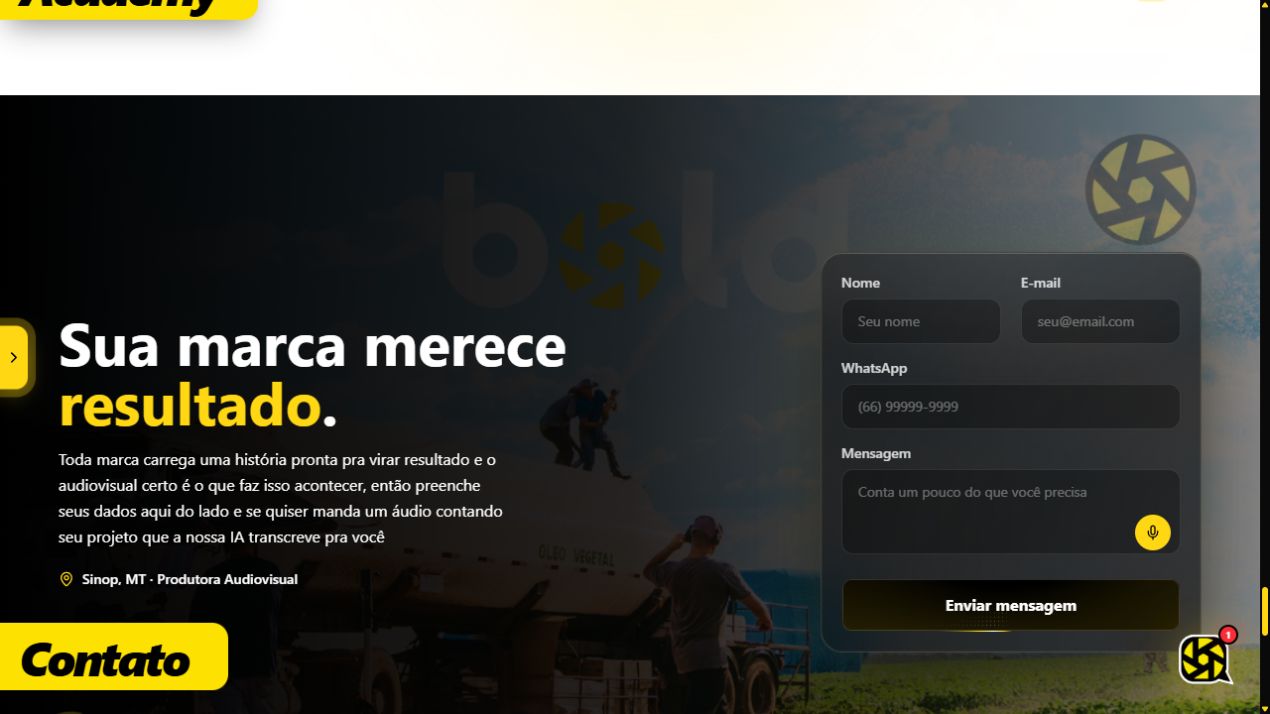 Academy
bold
Sua marca merece
resultado.
Toda marca carrega uma história pronta pra virar resultado e o
audiovisual certo é o que faz isso acontecer, então preenche
seus dados aqui do lado e se quiser manda um áudio contando
seu projeto que a nossa IA transcreve pra você
Sinop, MT · Produtora Audiovisual
Contato
OLEO VEGETAL
Nome
E-mail
Seu nome
seu@email.com
WhatsApp
(66) 99999-9999
Mensagem
Conta um pouco do que você precisa
Enviar mensagem
1